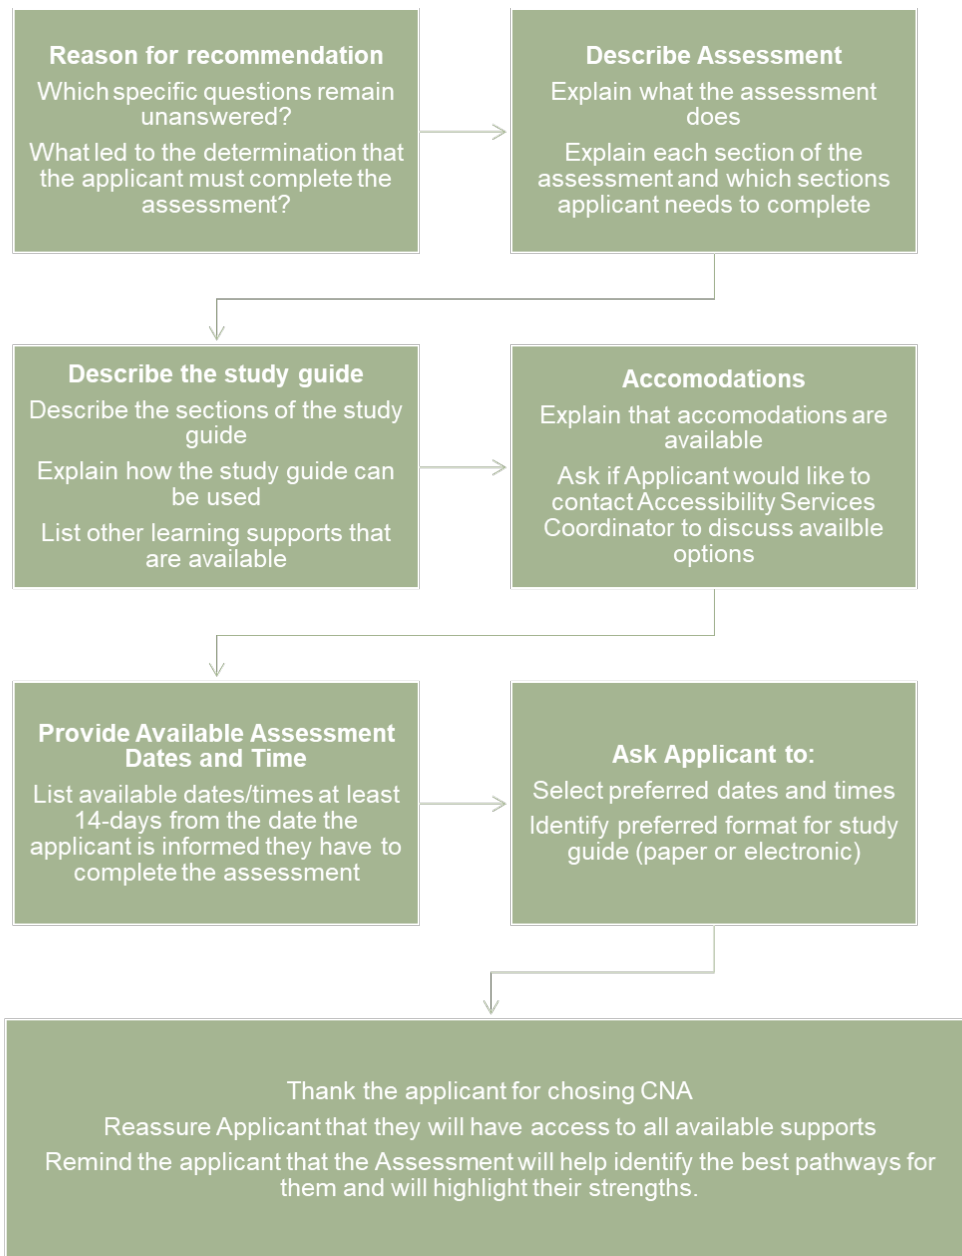 Reason for recommendation
Which specific questions remain
unanswered?
What led to the determination that
the applicant must complete the
assessment?
Describe Assessment
Explain what the assessment
does
Explain each section of the
assessment and which sections
applicant needs to complete
Describe the study guide
Describe the sections of the study
guide
Explain how the study guide can
be used
List other learning supports that
are available
Accomodations
Explain that accomodations are
available
Ask if Applicant would like to
contact Accessibility Services
Coordinator to discuss availble
options
Provide Available Assessment
Dates and Time
List available dates/times at least
14-days from the date the
applicant is informed they have to
complete the assessment
Ask Applicant to:
Select preferred dates and times
Identify preferred format for study
guide (paper or electronic)
Thank the applicant for chosing CNA
Reassure Applicant that they will have access to all available supports
Remind the applicant that the Assessment will help identify the best pathways for
them and will highlight their strengths.